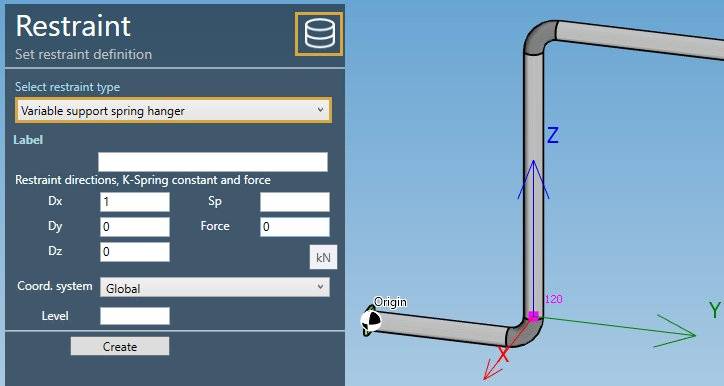 Restraint
Set restraint definition
Select restraint type
Variable support spring hanger
Label
Restraint directions, K-Spring constant and force
Dx 1 Sp
Dy 0 Force 0
Dz 0
kN
Coord. system Global
Level
Create
Z
120
Origin
Y
X